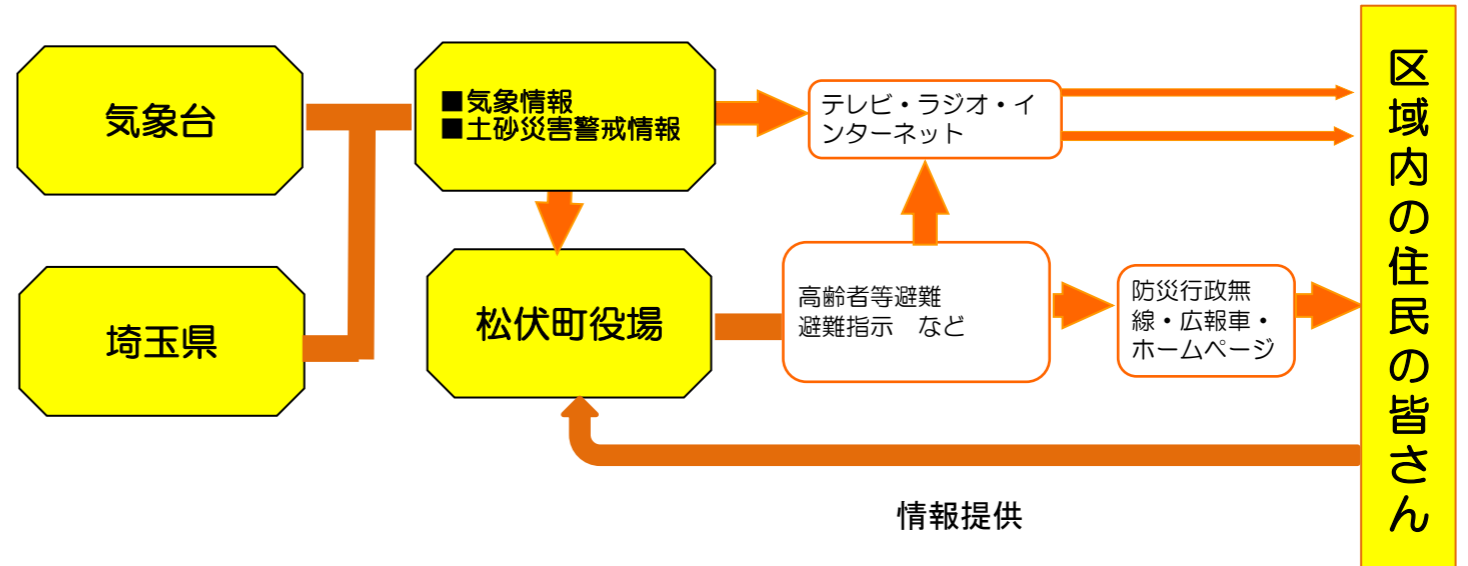 気象台
■気象情報
■土砂災害警戒情報
テレビ・ラジオ・イ
ンターネット
埼玉県
松伏町役場
高齢者等避難
避難指示　など
防災行政無
線・広報車・
ホームページ
区域内の住民の皆さん
情報提供